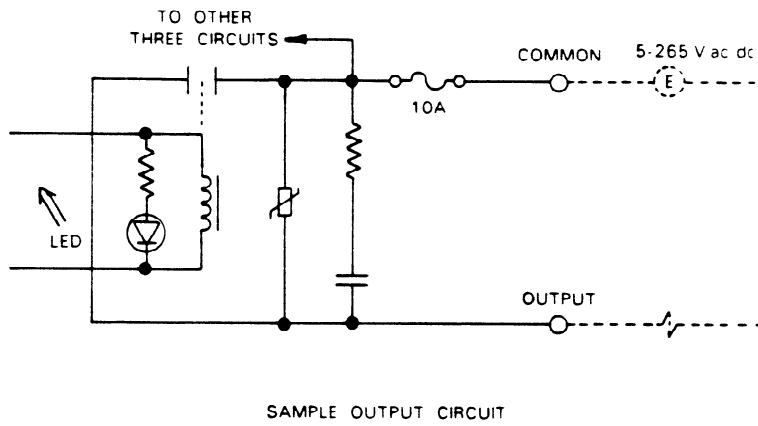 TO OTHER
THREE CIRCUITS
COMMON
5-265 V ac dc
E
10A
LED
OUTPUT
SAMPLE OUTPUT CIRCUIT